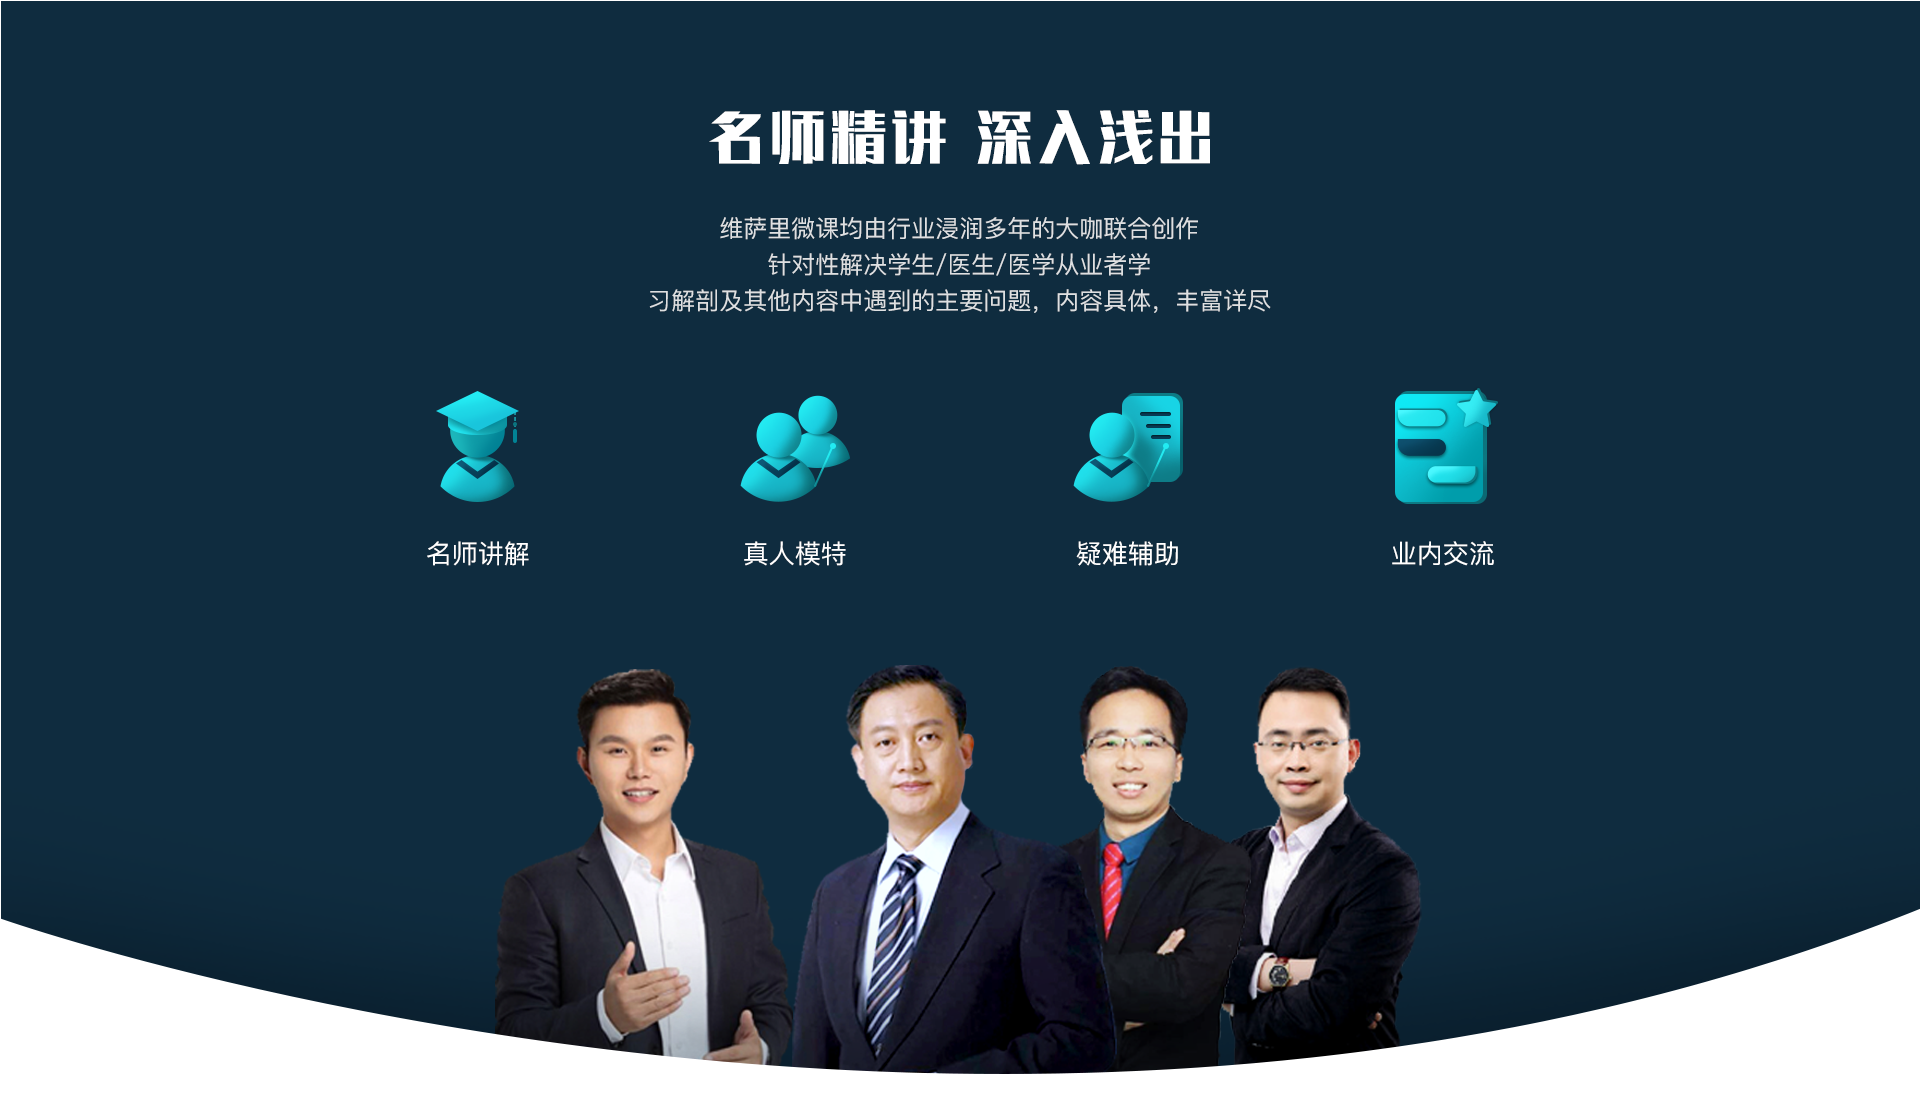 名师精讲 深入浅出
维萨里微课均由行业浸润多年的大咖联合创作
针对性解决学生/医生/医学从业者学
习解剖及其他内容中遇到的主要问题，内容具体，丰富详尽
名师讲解
真人模特
疑难辅助
业内交流